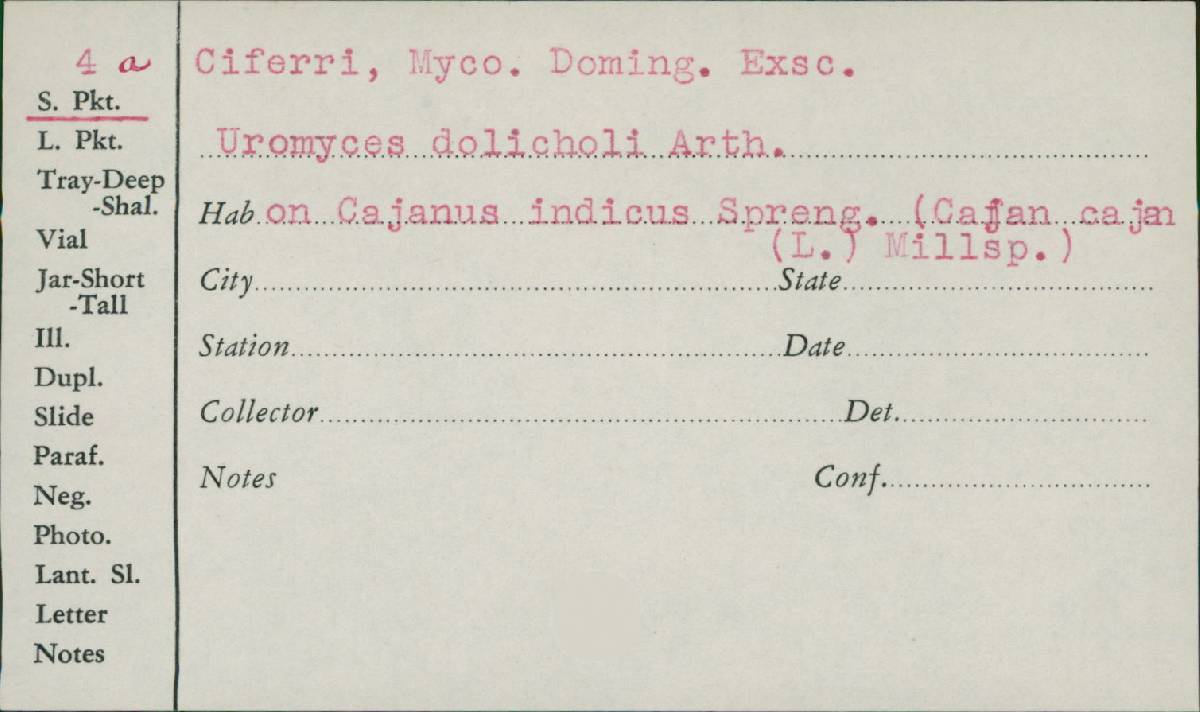 4 a
S. Pkt.
L. Pkt.
Tray-Deep
-Shal.
Vial
Jar-Short
-Tall
Ill.
Dupl.
Slide
Paraf.
Neg.
Photo.
Lant. Sl.
Letter
Notes
Ciferri, Myco. Doming. Exsc.
Uromyces dolicholi Arth.
Hab on Cajanus indicus Spreng. (Cajan cajan
(L.) Millsp.)
City State
Station Date
Collector Det.
Notes Conf.